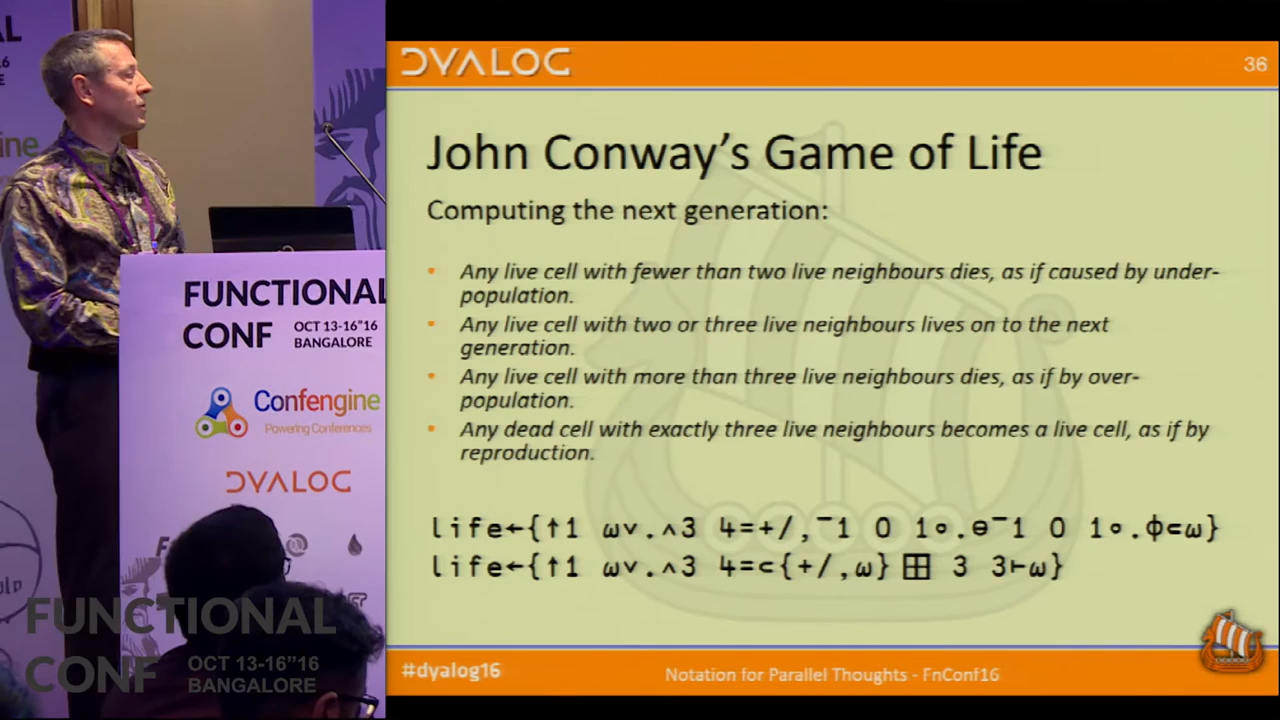 DYALOG
36
John Conway's Game of Life
Computing the next generation:
• Any live cell with fewer than two live neighbours dies, as if caused by under-
population.
• Any live cell with two or three live neighbours lives on to the next
generation.
• Any live cell with more than three live neighbours dies, as if by over-
population.
• Any dead cell with exactly three live neighbours becomes a live cell, as if by
reproduction.
life←{↑1 ⍵∨.∧3 4=+/,¯1 0 1∘.⊖¯1 0 1∘.⌽⊂⍵}
life←{↑1 ⍵∨.∧3 4=⊂{+/,⍵} ⌺ 3 3⊢⍵}
#dyalog16
Notation for Parallel Thoughts - FnConf16
FUNCTIONAL
CONF
OCT 13-16"16
BANGALORE
Confengine
Powering Conferences
DYALOG
FUNCTIONAL
CONF
OCT 13-16"16
BANGALORE